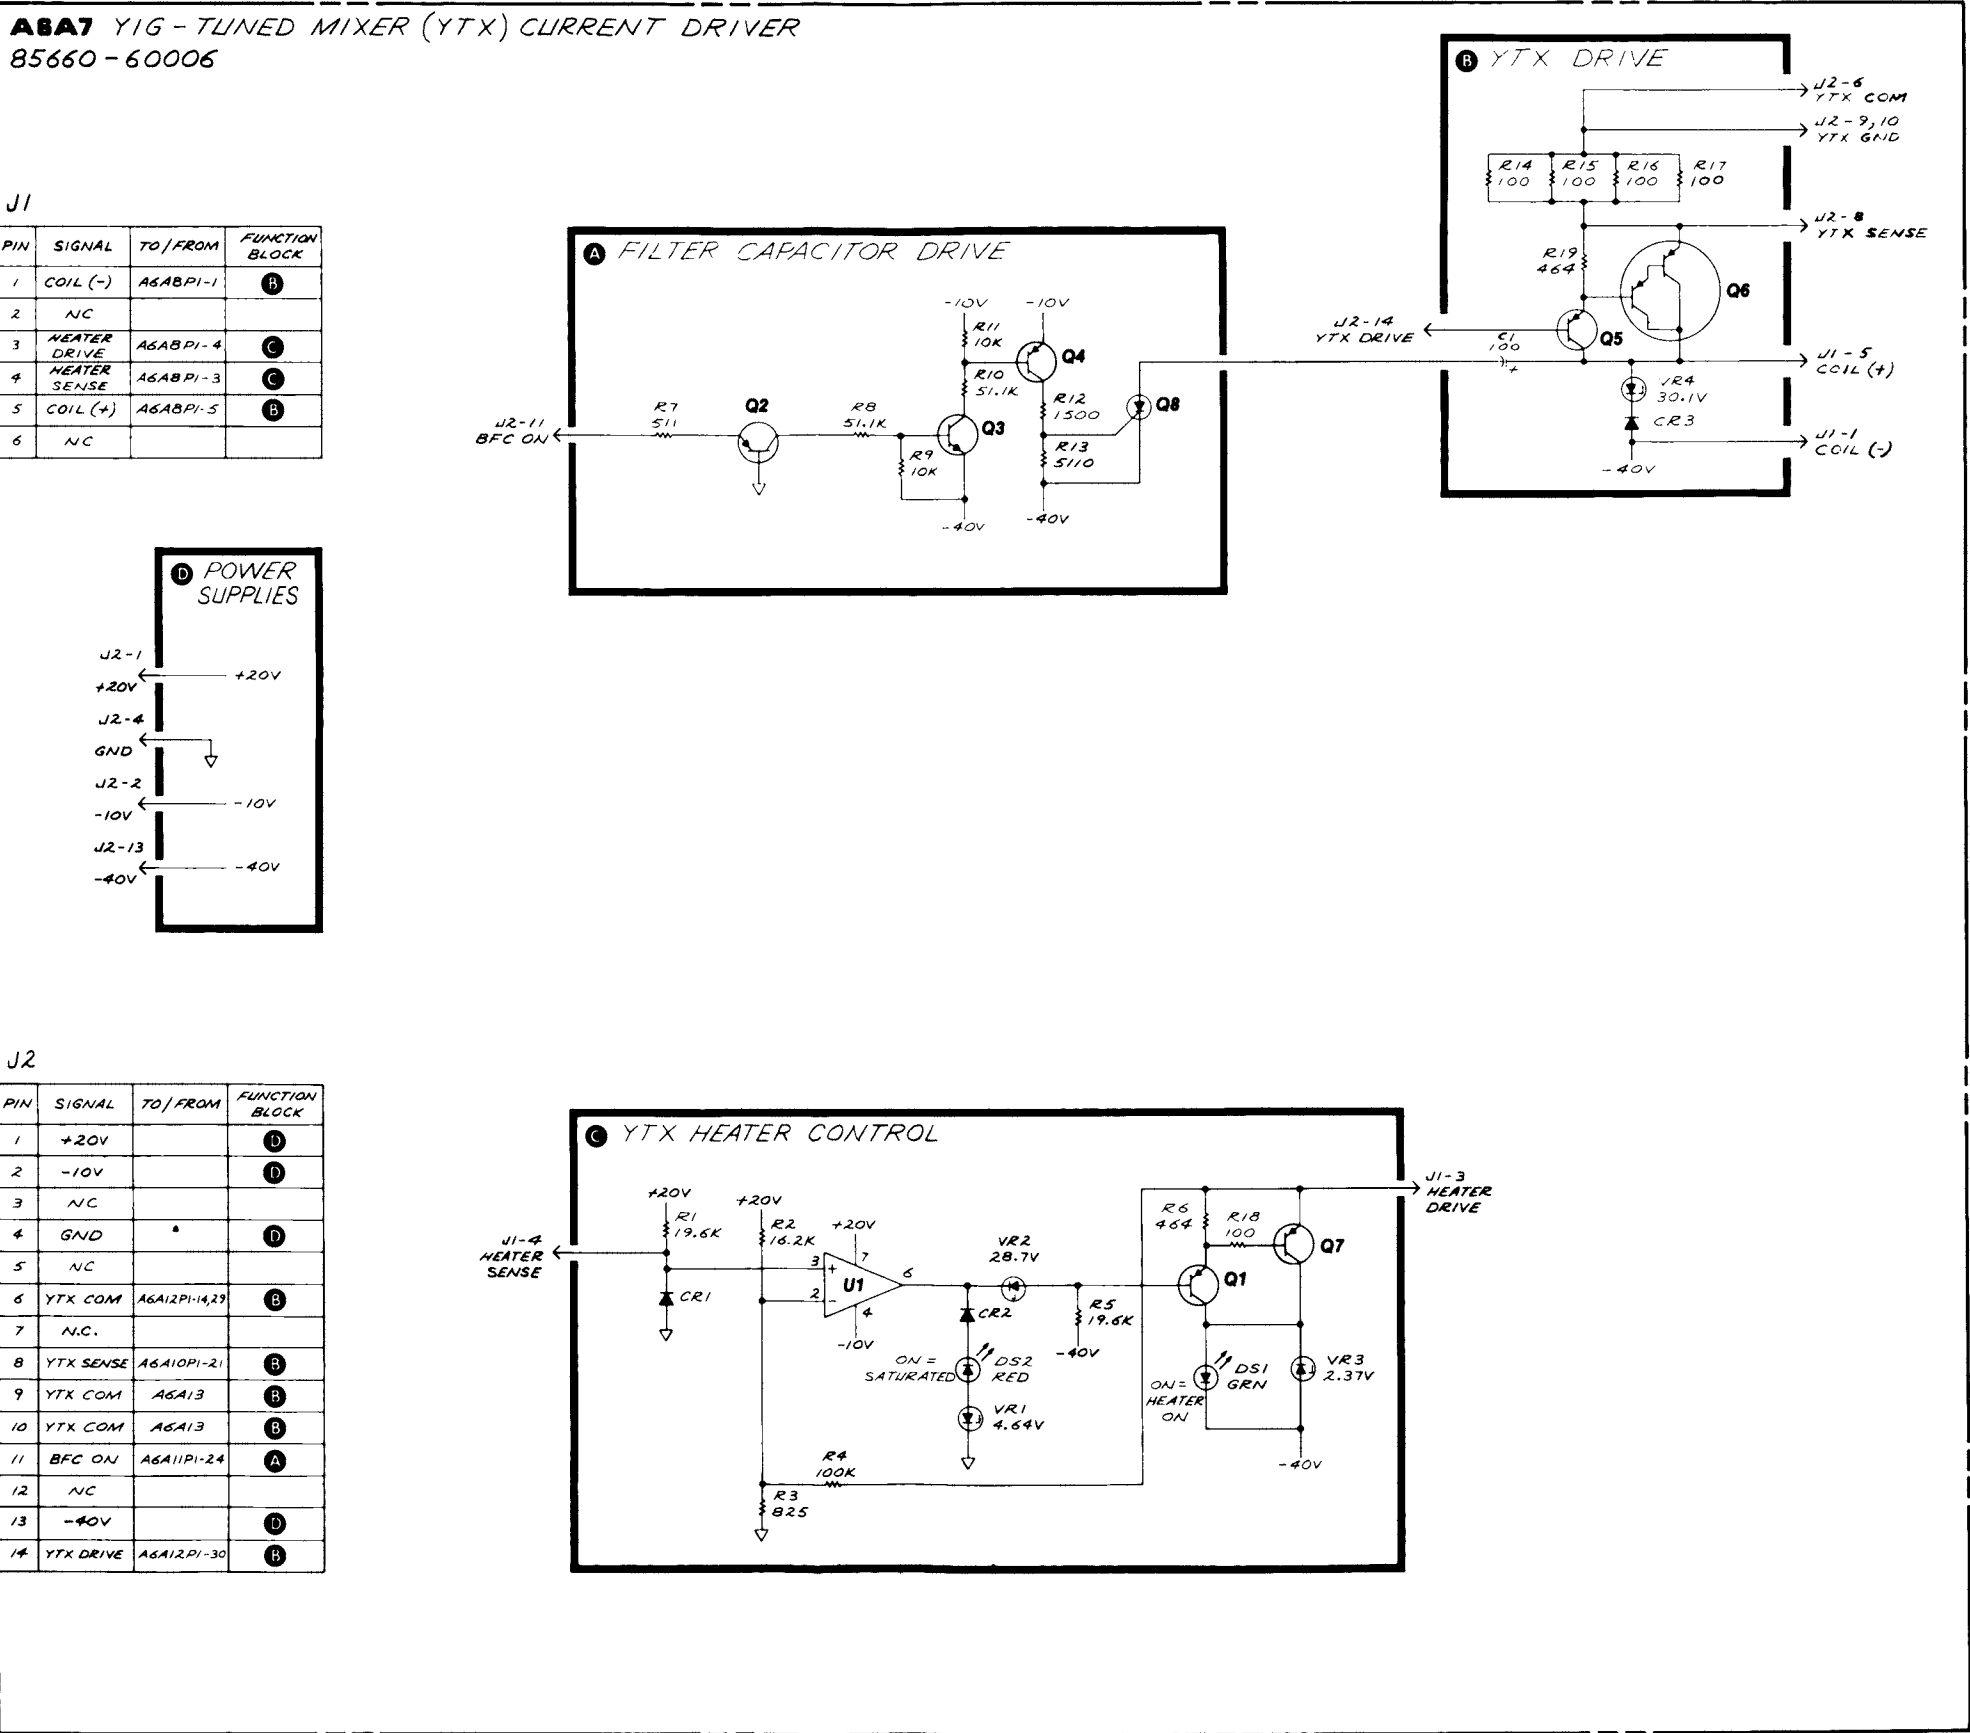 A6A7 YIG-TUNED MIXER (YTX) CURRENT DRIVER
85660-60006
J1
PIN SIGNAL TO/FROM FUNCTION BLOCK
1 COIL (-) A6A8P1-1 B
2 NC
3 HEATER DRIVE A6A8P1-4 C
4 HEATER SENSE A6A8P1-3 C
5 COIL (+) A6A8P1-5 B
6 NC
A FILTER CAPACITOR DRIVE
-10V -10V
R11
10K
Q4
R10
51.1K
R12
1500
Q8
J2-11
BFC ON
R7
511
Q2
R8
51.1K
Q3
R9
10K
R13
5110
-40V
-40V
B YTX DRIVE
J2-6
YTX COM
J2-9,10
YTX GND
R14
100
R15
100
R16
100
R17
100
J2-8
YTX SENSE
R19
464
Q6
J2-14
YTX DRIVE
C1
100
+
Q5
J1-5
COIL (+)
VR4
30.1V
CR3
J1-1
COIL (-)
-40V
D POWER
SUPPLIES
J2-1
+20V
+20V
J2-4
GND
J2-2
-10V
-10V
J2-13
-40V
-40V
J2
PIN SIGNAL TO/FROM FUNCTION BLOCK
1 +20V D
2 -10V D
3 NC
4 GND D
5 NC
6 YTX COM A6A12P1-14,29 B
7 N.C.
8 YTX SENSE A6A10P1-21 B
9 YTX COM A6A13 B
10 YTX COM A6A13 B
11 BFC ON A6A11P1-24 A
12 NC
13 -40V D
14 YTX DRIVE A6A12P1-30 B
C YTX HEATER CONTROL
J1-4
HEATER
SENSE
+20V
R1
19.6K
CR1
+20V
R2
16.2K
+20V
7
3
+
U1
2
-
4
6
-10V
VR2
28.7V
CR2
R5
19.6K
-40V
ON =
SATURATED
DS2
RED
VR1
4.64V
R4
100K
R3
825
R6
464
R18
100
Q7
Q1
J1-3
HEATER
DRIVE
ON =
HEATER
ON
DS1
GRN
VR3
2.37V
-40V